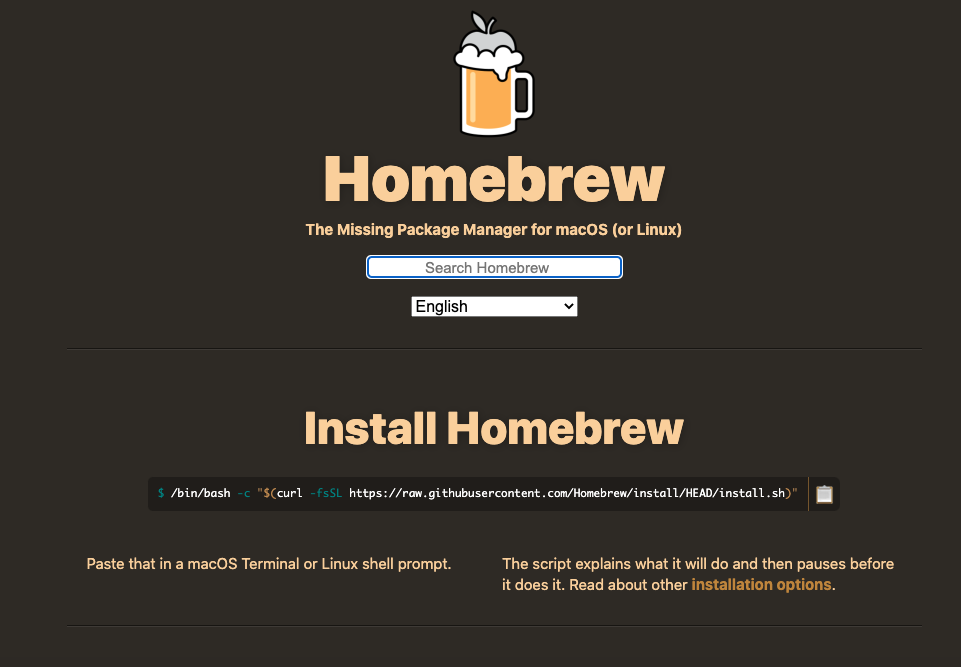 Homebrew
The Missing Package Manager for macOS (or Linux)
Search Homebrew
English
Install Homebrew
$ /bin/bash -c "$(curl -fsSL https://raw.githubusercontent.com/Homebrew/install/HEAD/install.sh)"
Paste that in a macOS Terminal or Linux shell prompt.
The script explains what it will do and then pauses before
it does it. Read about other installation options.